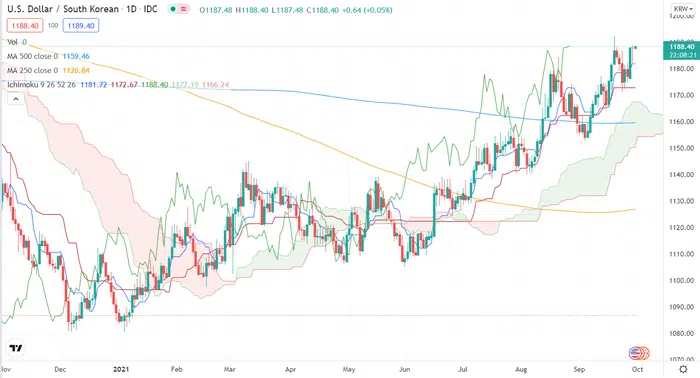 U.S. Dollar / South Korean · 1D · IDC O1187.48 H1188.40 L1187.48 C1188.40 +0.64 (+0.05%) KRW
1188.40 100 1189.40
Vol 0
MA 500 close 0 1159.46
MA 250 close 0 1126.84
Ichimoku 9 26 52 26 1181.72 1172.67 1188.40 1177.19 1166.24
1200.00
1188.40
22:08:21
1180.00
1170.00
1160.00
1150.00
1140.00
1130.00
1120.00
1110.00
1100.00
1090.00
1080.00
1070.00
Nov Dec 2021 Feb Mar Apr May Jun Jul Aug Sep Oct